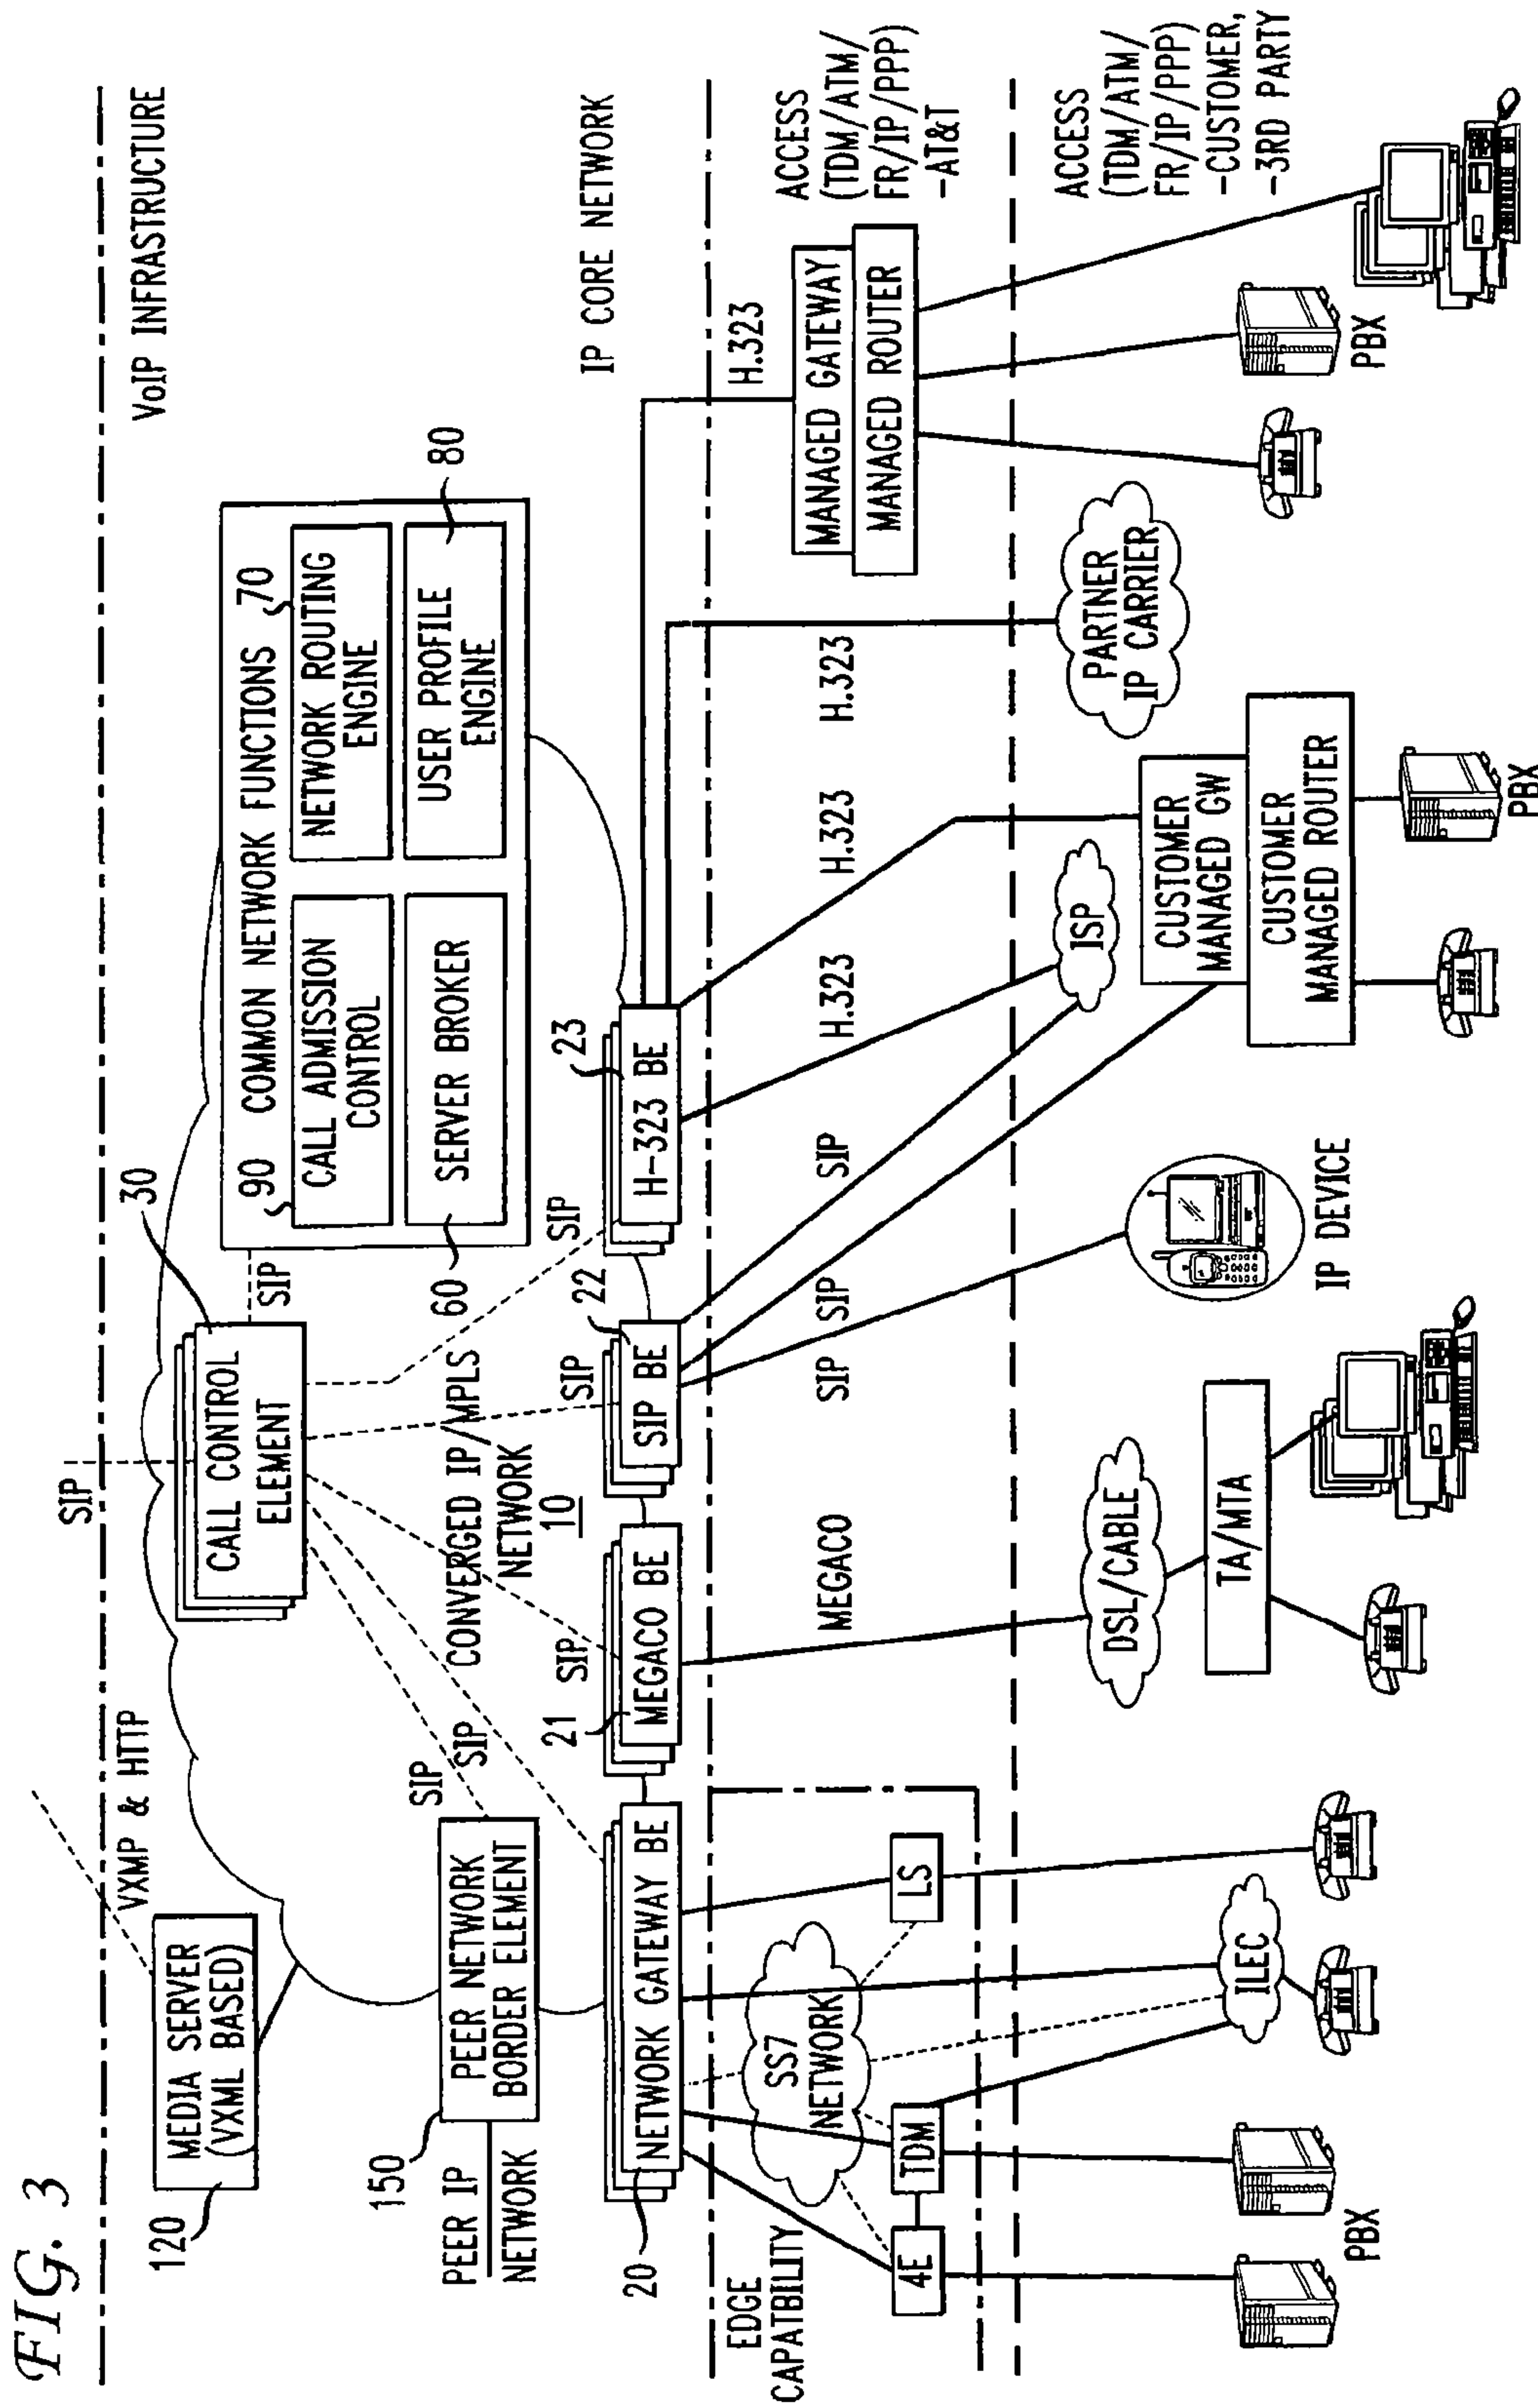 FIG. 3
SIP
VXMP & HTTP
VoIP INFRASTRUCTURE
120
MEDIA SERVER
(VXML BASED)
30
CALL CONTROL
ELEMENT
SIP
90
COMMON NETWORK FUNCTIONS
70
CALL ADMISSION
CONTROL
NETWORK ROUTING
ENGINE
60
SERVER BROKER
USER PROFILE
ENGINE
80
150
PEER IP
NETWORK
PEER NETWORK
BORDER ELEMENT
SIP
SIP
CONVERGED IP/MPLS
NETWORK
10
SIP
SIP
SIP
21
22
23
IP CORE NETWORK
20
NETWORK GATEWAY BE
MEGACO BE
SIP BE
H-323 BE
EDGE
CAPATBILITY
SS7
NETWORK
4E
TDM
LS
MEGACO
SIP
SIP
SIP
H.323
H.323
H.323
H.323
MANAGED GATEWAY
MANAGED ROUTER
ACCESS
(TDM/ATM/
FR/IP/PPP)
-AT&T
ILEC
DSL/CABLE
TA/MTA
IP DEVICE
ISP
PARTNER
IP CARRIER
CUSTOMER
MANAGED GW
CUSTOMER
MANAGED ROUTER
ACCESS
(TDM/ATM/
FR/IP/PPP)
-CUSTOMER,
-3RD PARTY
PBX
PBX
PBX